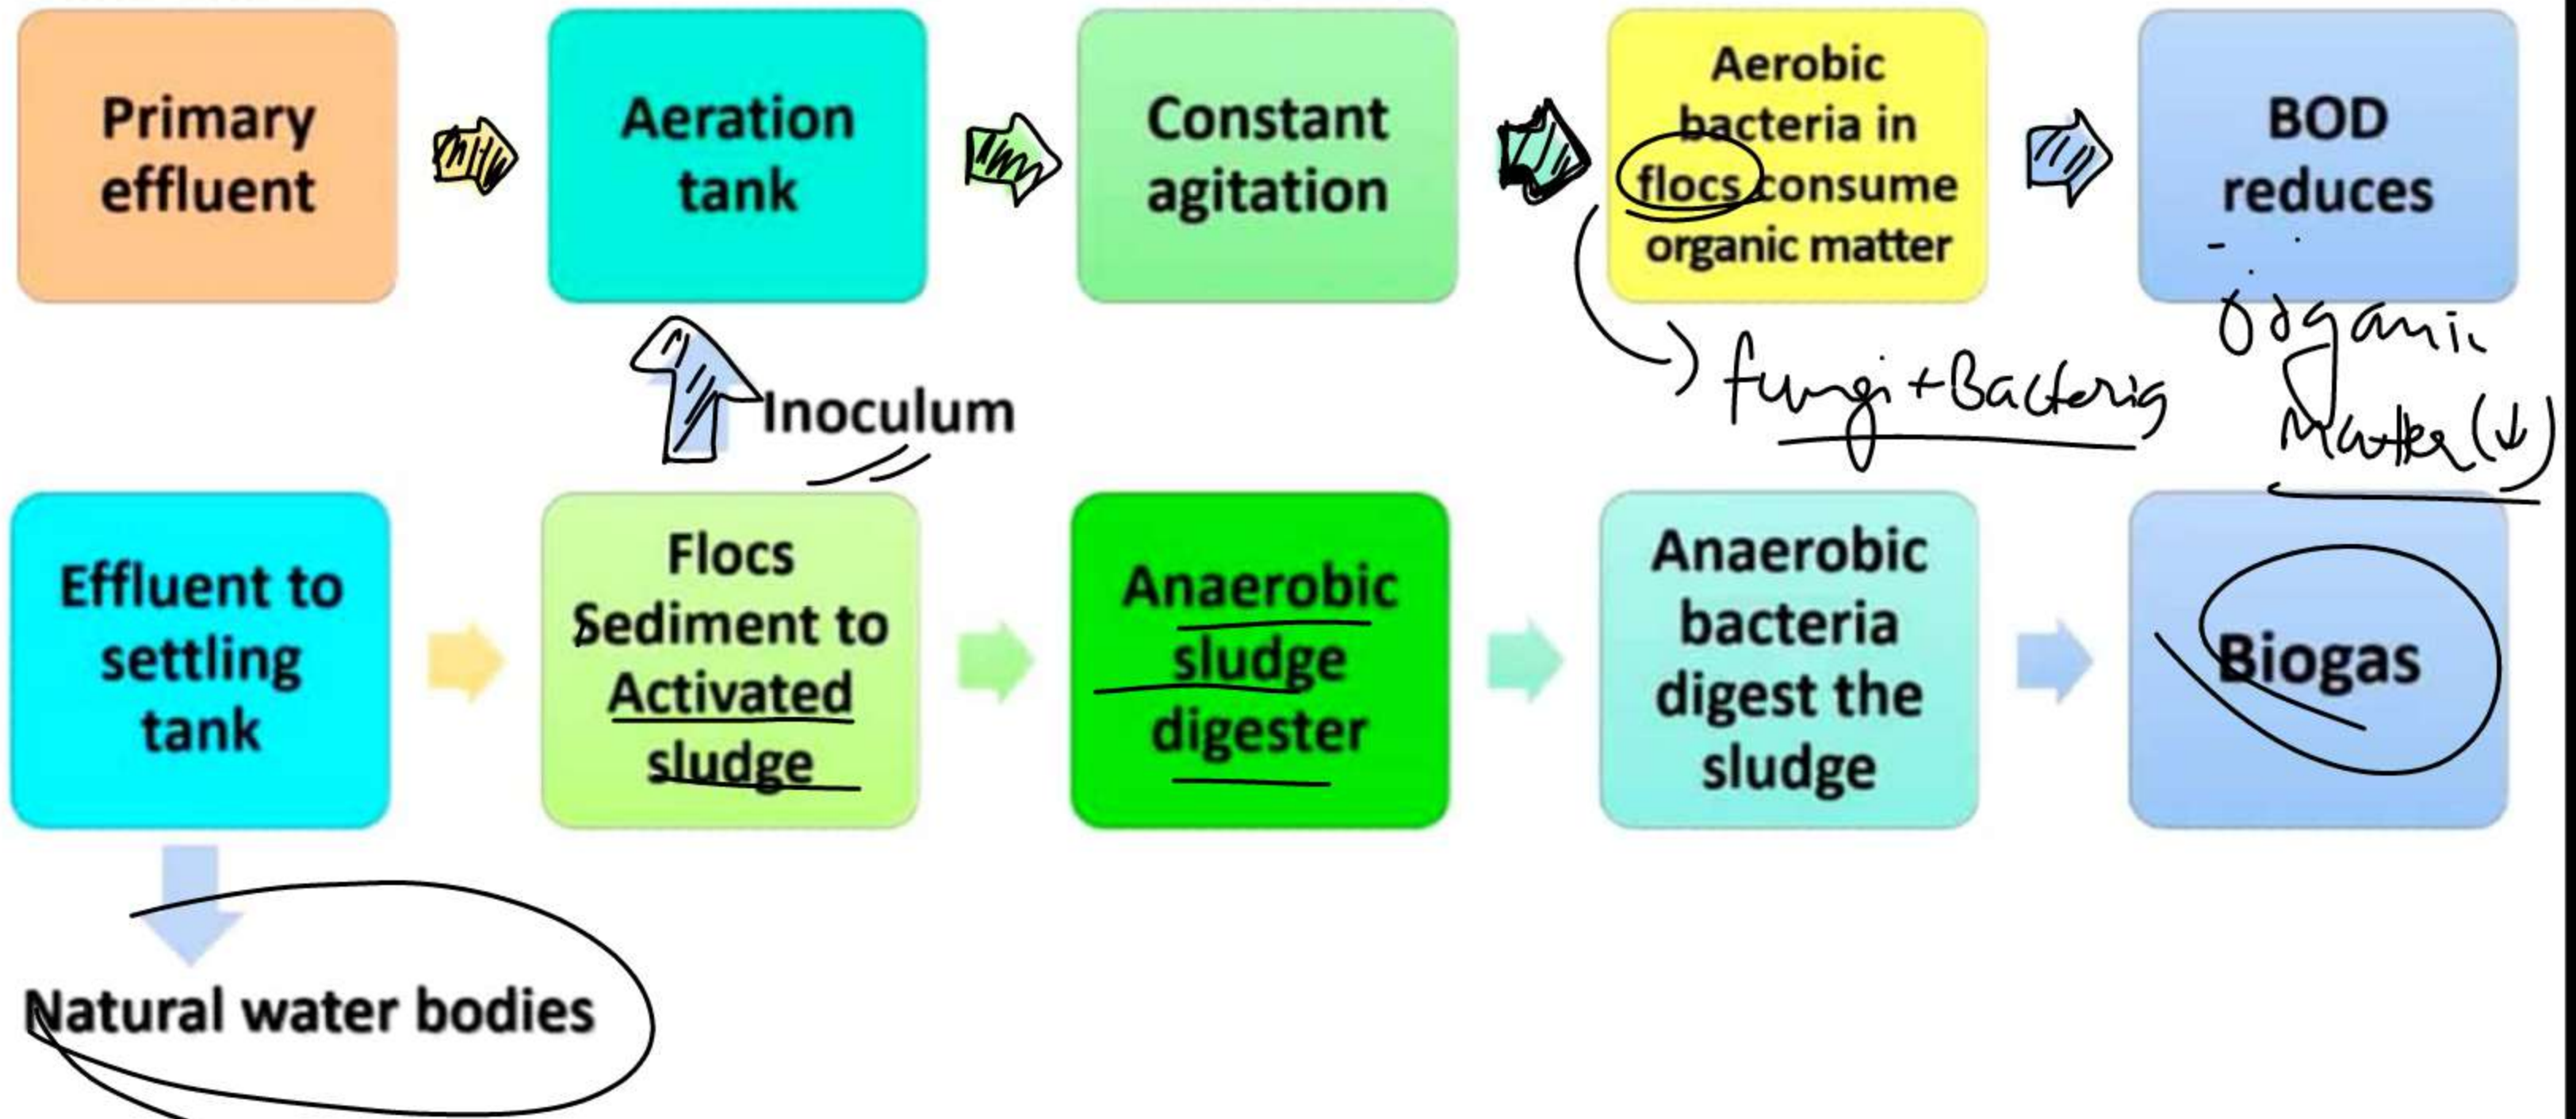 Primary
effluent
Aeration
tank
Constant
agitation
Aerobic
bacteria in
flocs consume
organic matter
BOD
reduces
organic
Matter (↓)
fungi + Bacteria
Inoculum
Effluent to
settling
tank
Flocs
Sediment to
Activated
sludge
Anaerobic
sludge
digester
Anaerobic
bacteria
digest the
sludge
Biogas
Natural water bodies